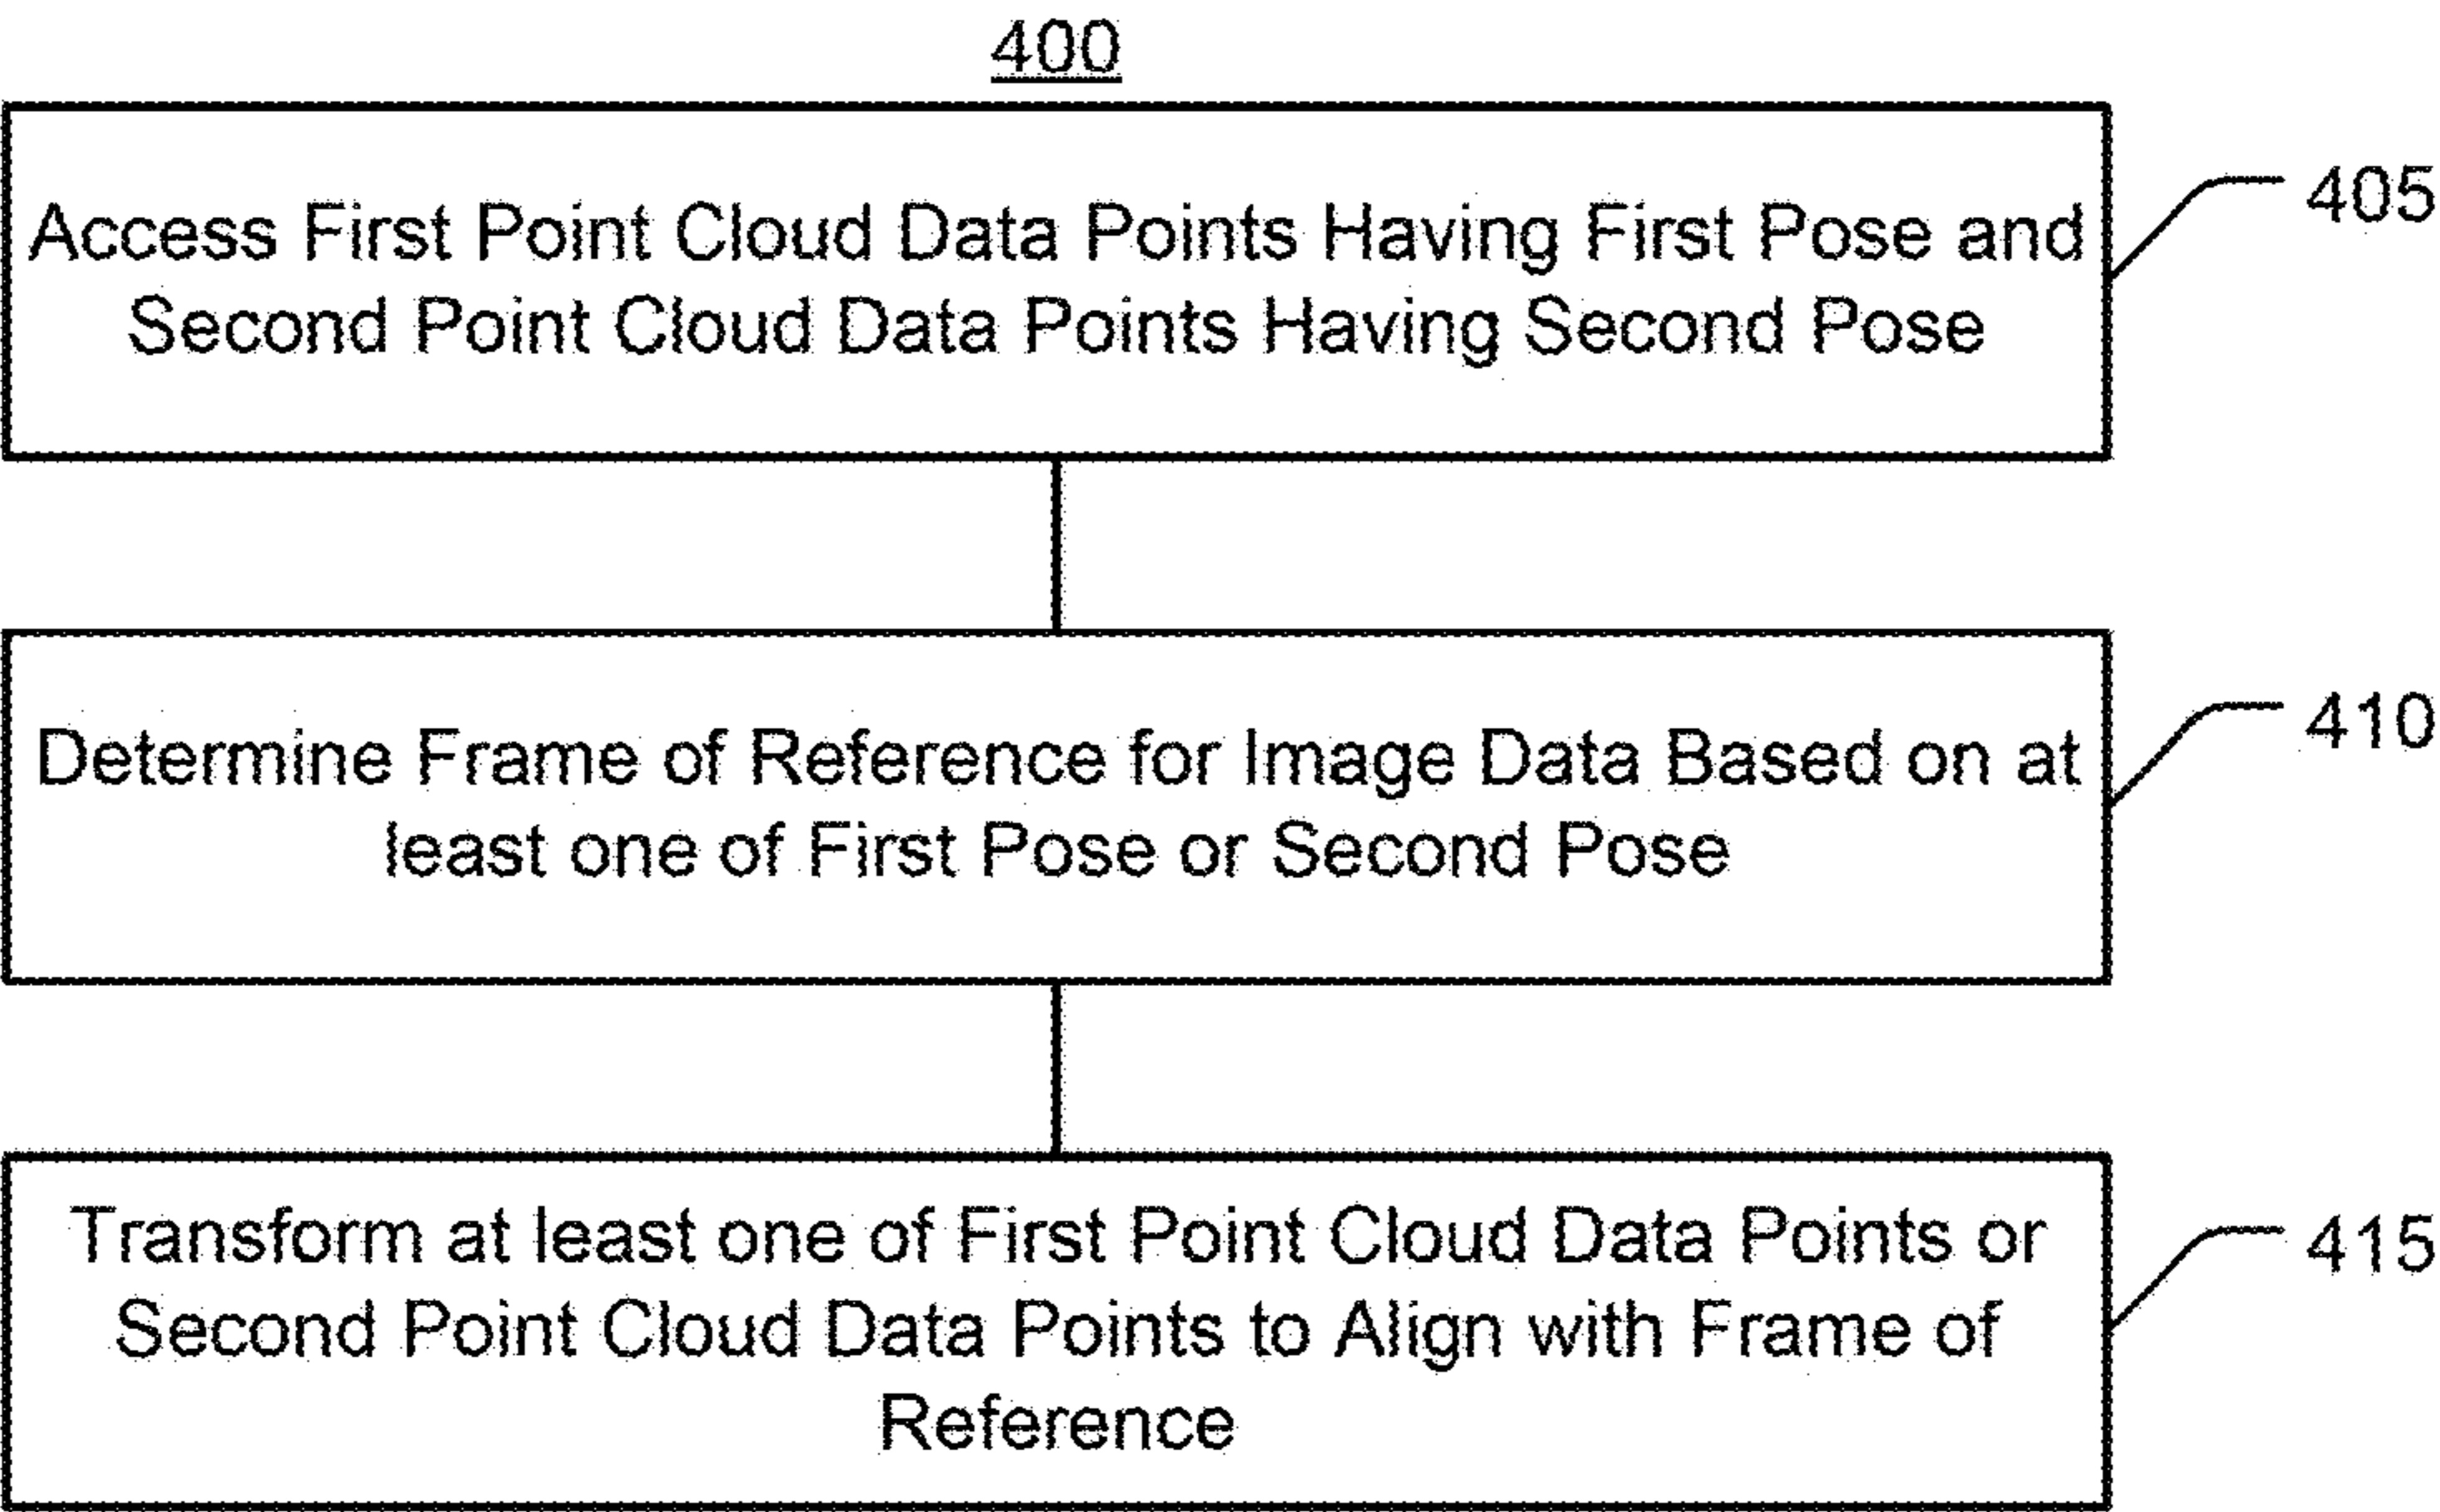 400
Access First Point Cloud Data Points Having First Pose and
Second Point Cloud Data Points Having Second Pose
405
Determine Frame of Reference for Image Data Based on at
least one of First Pose or Second Pose
410
Transform at least one of First Point Cloud Data Points or
Second Point Cloud Data Points to Align with Frame of
Reference
415